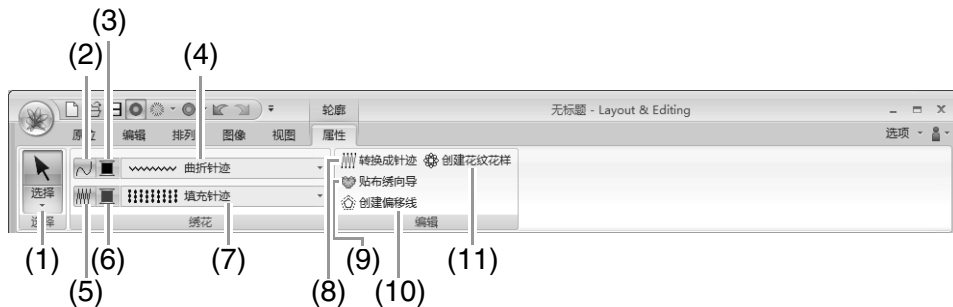 (3)
(2) (4)
轮廓 无标题 - Layout & Editing
原位 编辑 排列 图像 视图 属性 选项
选择 曲折针迹 转换成针迹 创建花纹花样
填充针迹 贴布绣向导
创建偏移线
选择 绣花 编辑
(1) (6) (7) (9) (11)
(5) (8) (10)